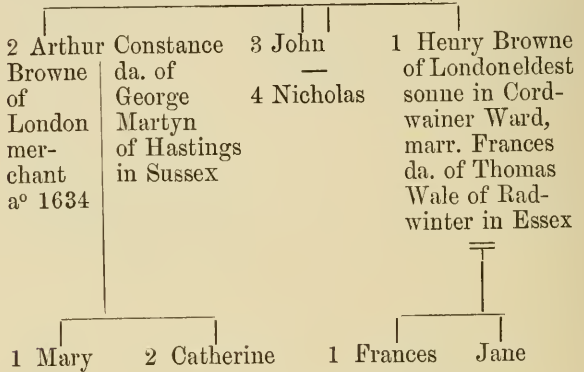 2 Arthur
Browne
of
London
mer-
chant
aº 1634
Constance
da. of
George
Martyn
of Hastings
in Sussex
3 John
4 Nicholas
1 Henry Browne
of London eldest
sonne in Cord-
wainer Ward,
marr. Frances
da. of Thomas
Wale of Rad-
winter in Essex
1 Mary
2 Catherine
1 Frances
Jane